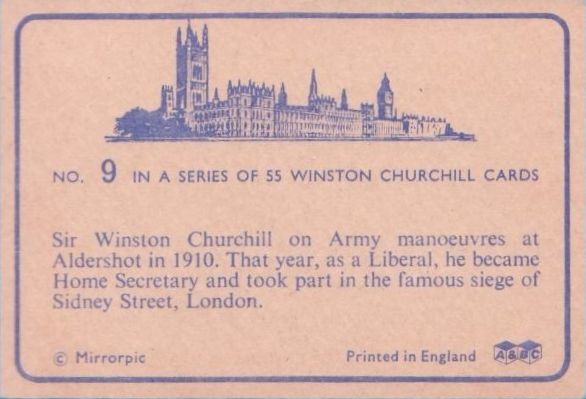 NO. 9 IN A SERIES OF 55 WINSTON CHURCHILL CARDS
Sir Winston Churchill on Army manoeuvres at
Aldershot in 1910. That year, as a Liberal, he became
Home Secretary and took part in the famous siege of
Sidney Street, London.
© Mirrorpic
Printed in England A&BC